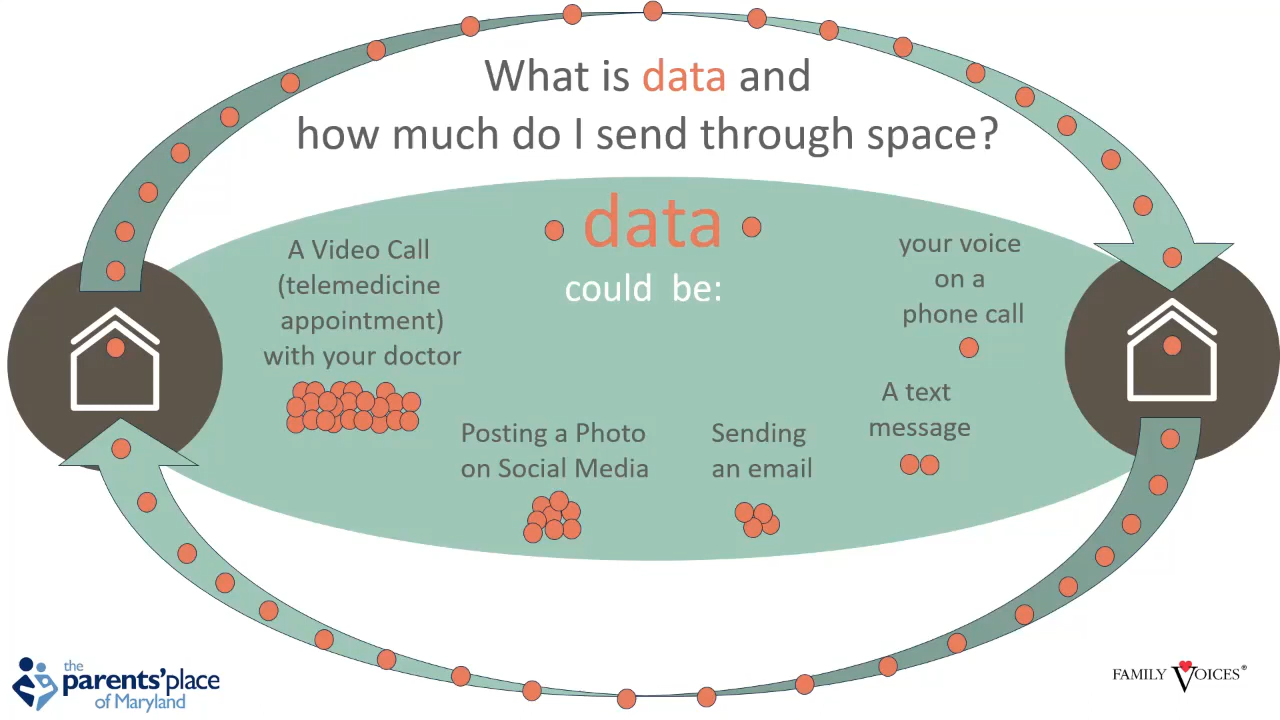 What is data and
how much do I send through space?
data
could be:
A Video Call
(telemedicine
appointment)
with your doctor
Posting a Photo
on Social Media
Sending
an email
A text
message
your voice
on a
phone call
the
parents'place
of Maryland
FAMILY VOICES®